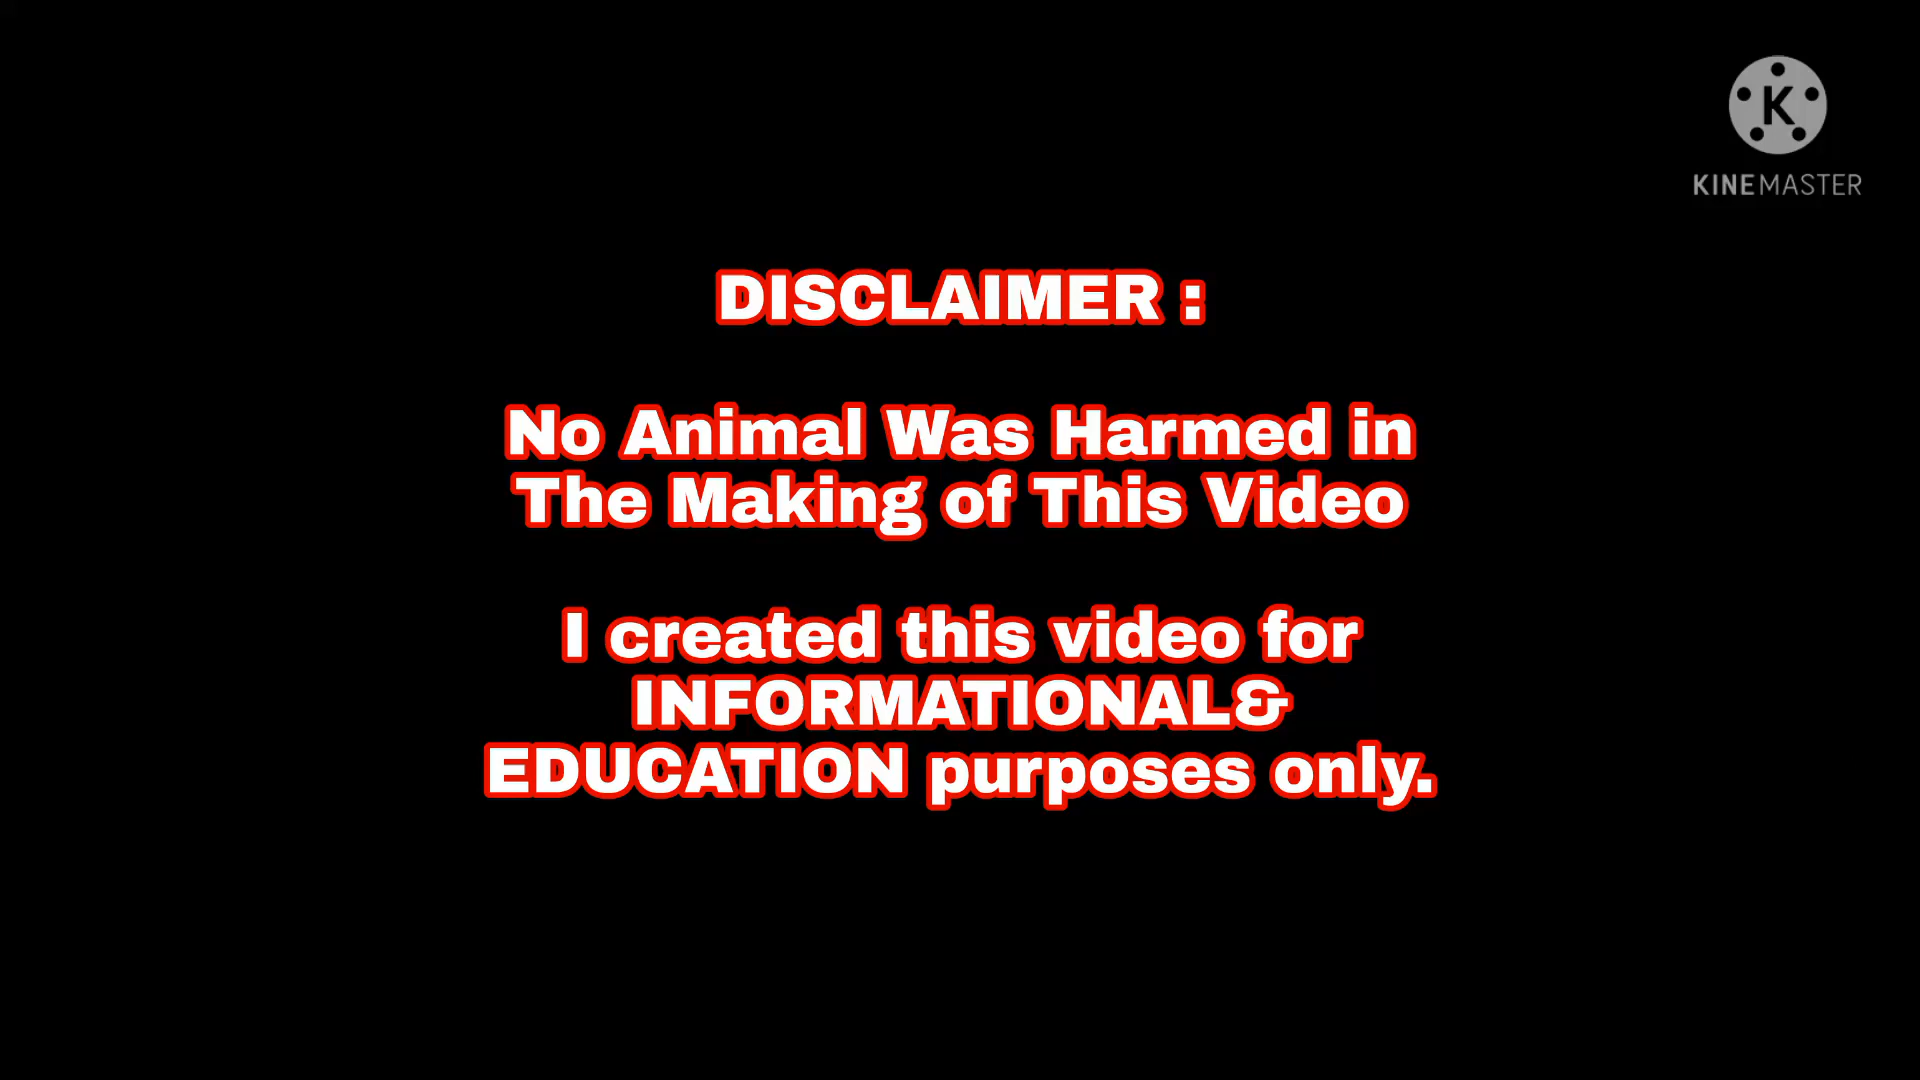 K
KINEMASTER
DISCLAIMER :
No Animal Was Harmed in
The Making of This Video
I created this video for
INFORMATIONAL&
EDUCATION purposes only.